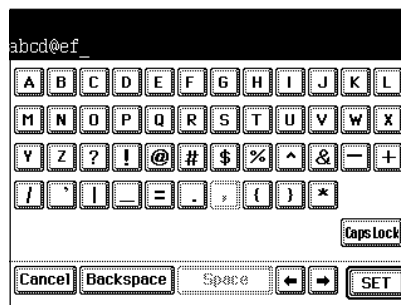 abcd@ef_
A B C D E F G H I J K L
M N O P Q R S T U V W X
Y Z ? ! @ # $ % ^ & - +
/ ` | _ = . , { } *
Caps Lock
Cancel Backspace Space ← → SET